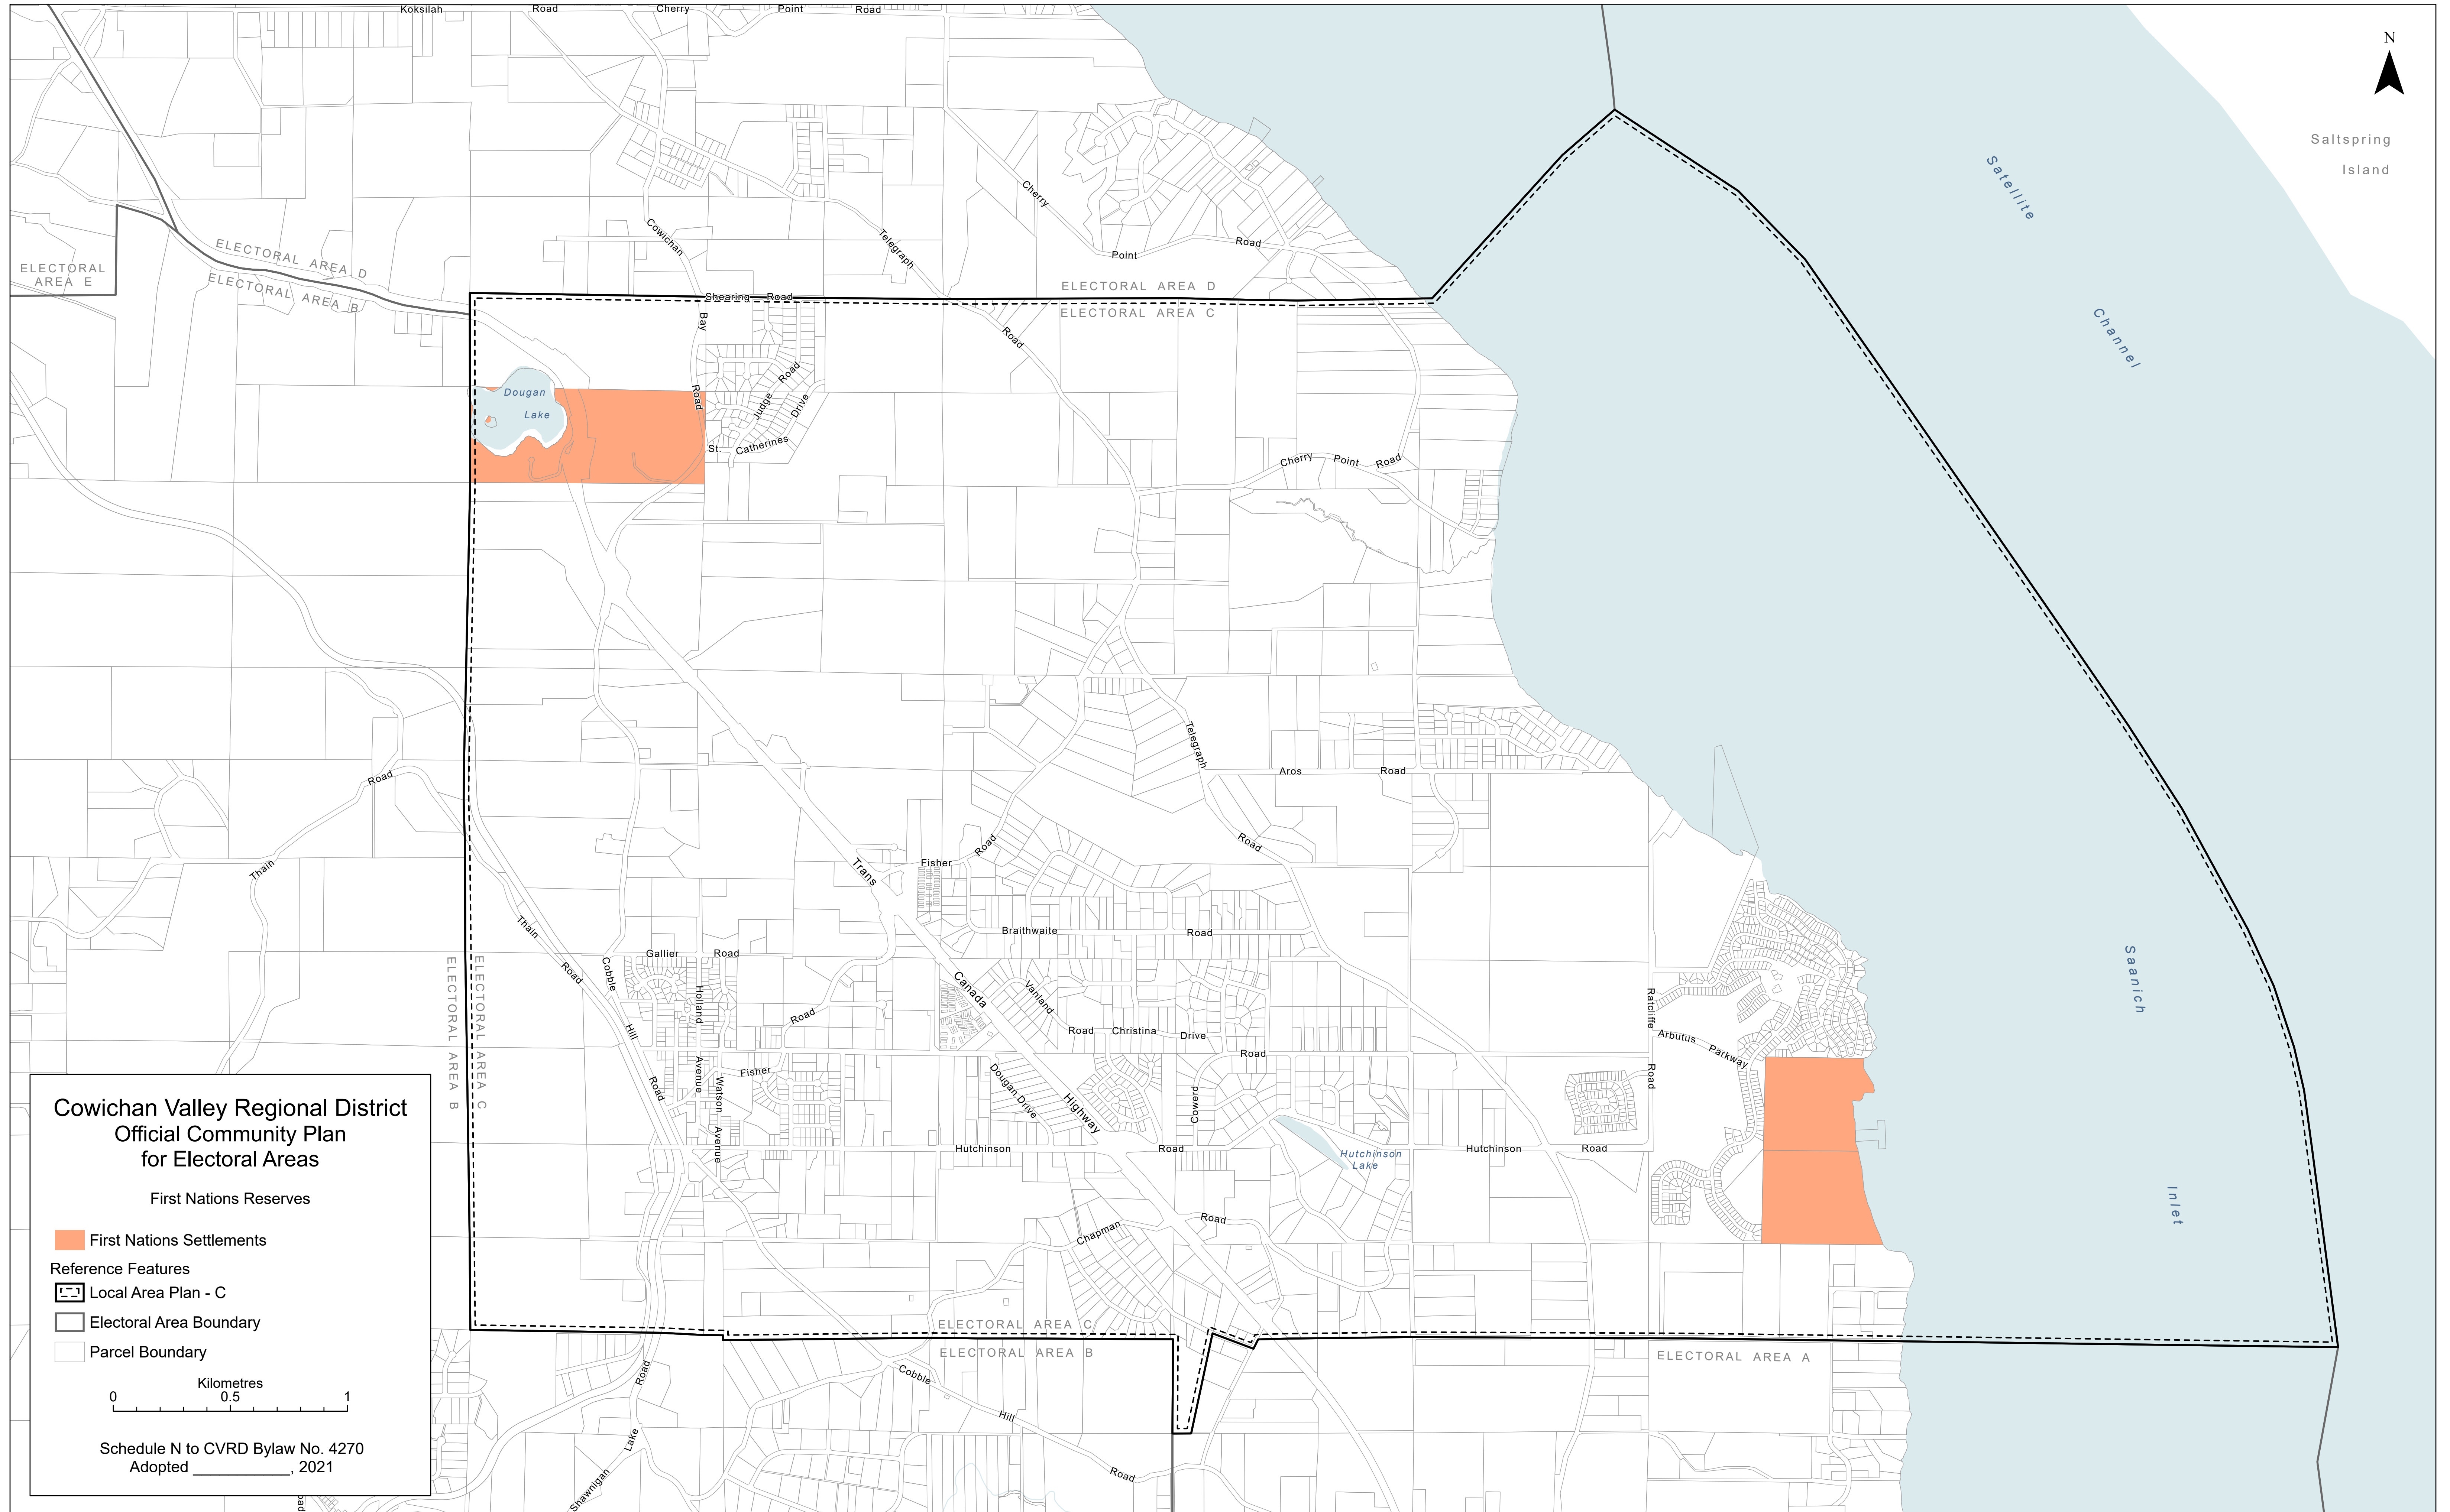 Koksilah Road Cherry Point Road
N
Saltspring
Island
Satellite
Channel
Cherry
Point
Road
Cowichan
Bay
Road
Telegraph
Road
ELECTORAL AREA D
ELECTORAL AREA B
ELECTORAL
AREA E
Shearing Road
ELECTORAL AREA D
ELECTORAL AREA C
Dougan
Lake
Judge
Road
St. Catherines
Drive
Cherry Point Road
Telegraph
Road
Aros Road
Thain
Road
Trans
Canada
Highway
Fisher
Road
Braithwaite Road
Thain
Road
Gallier Road
Cobble
Hill
Road
Holland
Avenue
Watson
Avenue
Fisher
Road
Vanland
Road
Christina
Drive
Road
Cowerd
Dougan Drive
Ratcliffe
Road
Arbutus
Parkway
Saanich
Inlet
ELECTORAL AREA B
ELECTORAL AREA C
Hutchinson Road
Hutchinson Road
Hutchinson
Lake
Chapman
Road
ELECTORAL AREA C
ELECTORAL AREA B
ELECTORAL AREA A
Cobble
Hill
Road
Shawnigan
Lake
Road
oad
Cowichan Valley Regional District
Official Community Plan
for Electoral Areas
First Nations Reserves
First Nations Settlements
Reference Features
Local Area Plan - C
Electoral Area Boundary
Parcel Boundary
Kilometres
0 0.5 1
Schedule N to CVRD Bylaw No. 4270
Adopted ____________, 2021